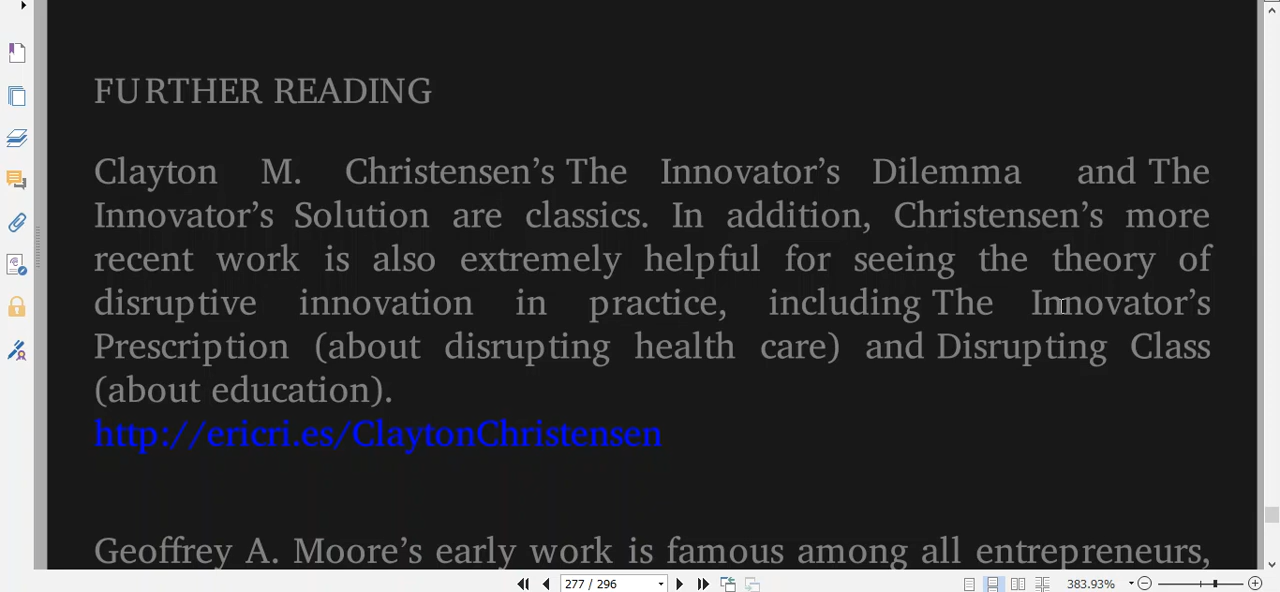 FURTHER READING
Clayton M. Christensen’s The Innovator’s Dilemma and The
Innovator’s Solution are classics. In addition, Christensen’s more
recent work is also extremely helpful for seeing the theory of
disruptive innovation in practice, including The Innovator’s
Prescription (about disrupting health care) and Disrupting Class
(about education).
http://ericri.es/ClaytonChristensen
Geoffrey A. Moore’s early work is famous among all entrepreneurs,
277 / 296
383.93%